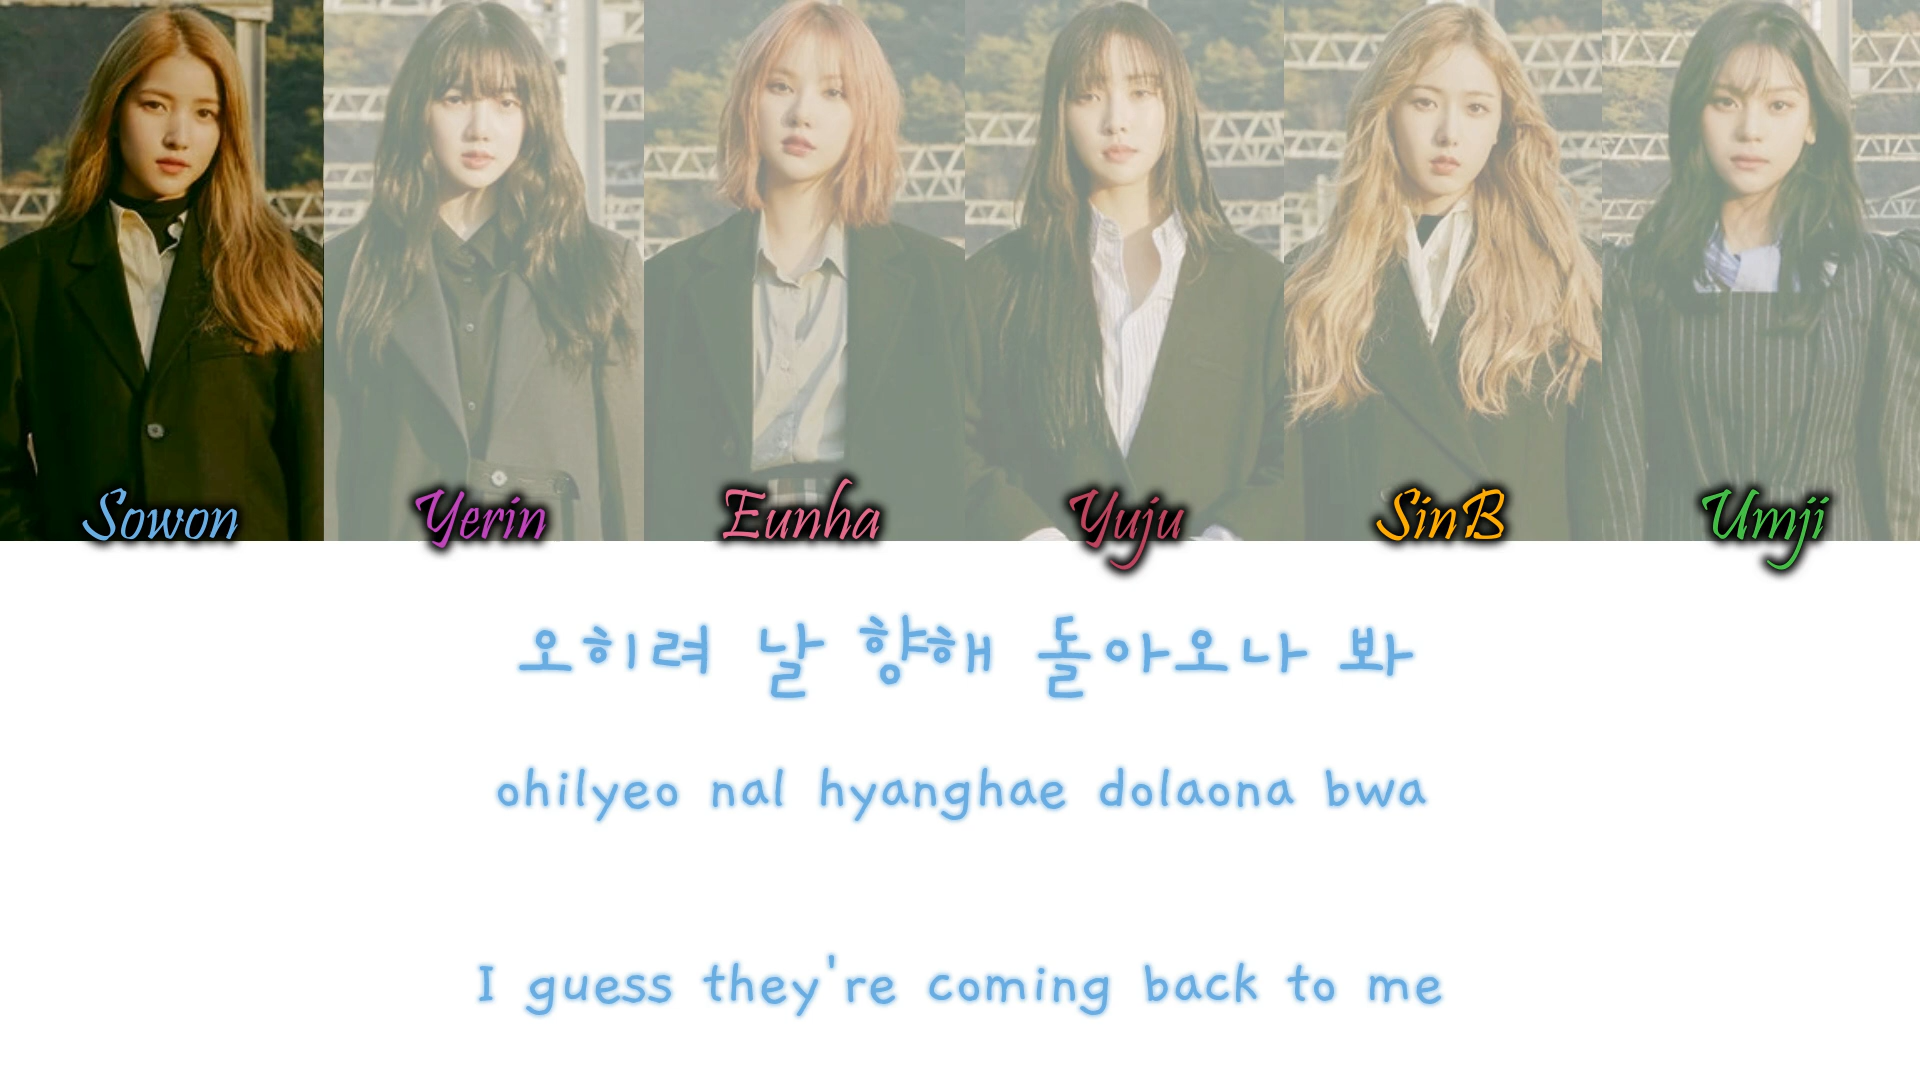 Sowon Yerin Eunha Yuju SinB Umji
오히려 날 향해 돌아오나 봐
ohilyeo nal hyanghae dolaona bwa
I guess they're coming back to me